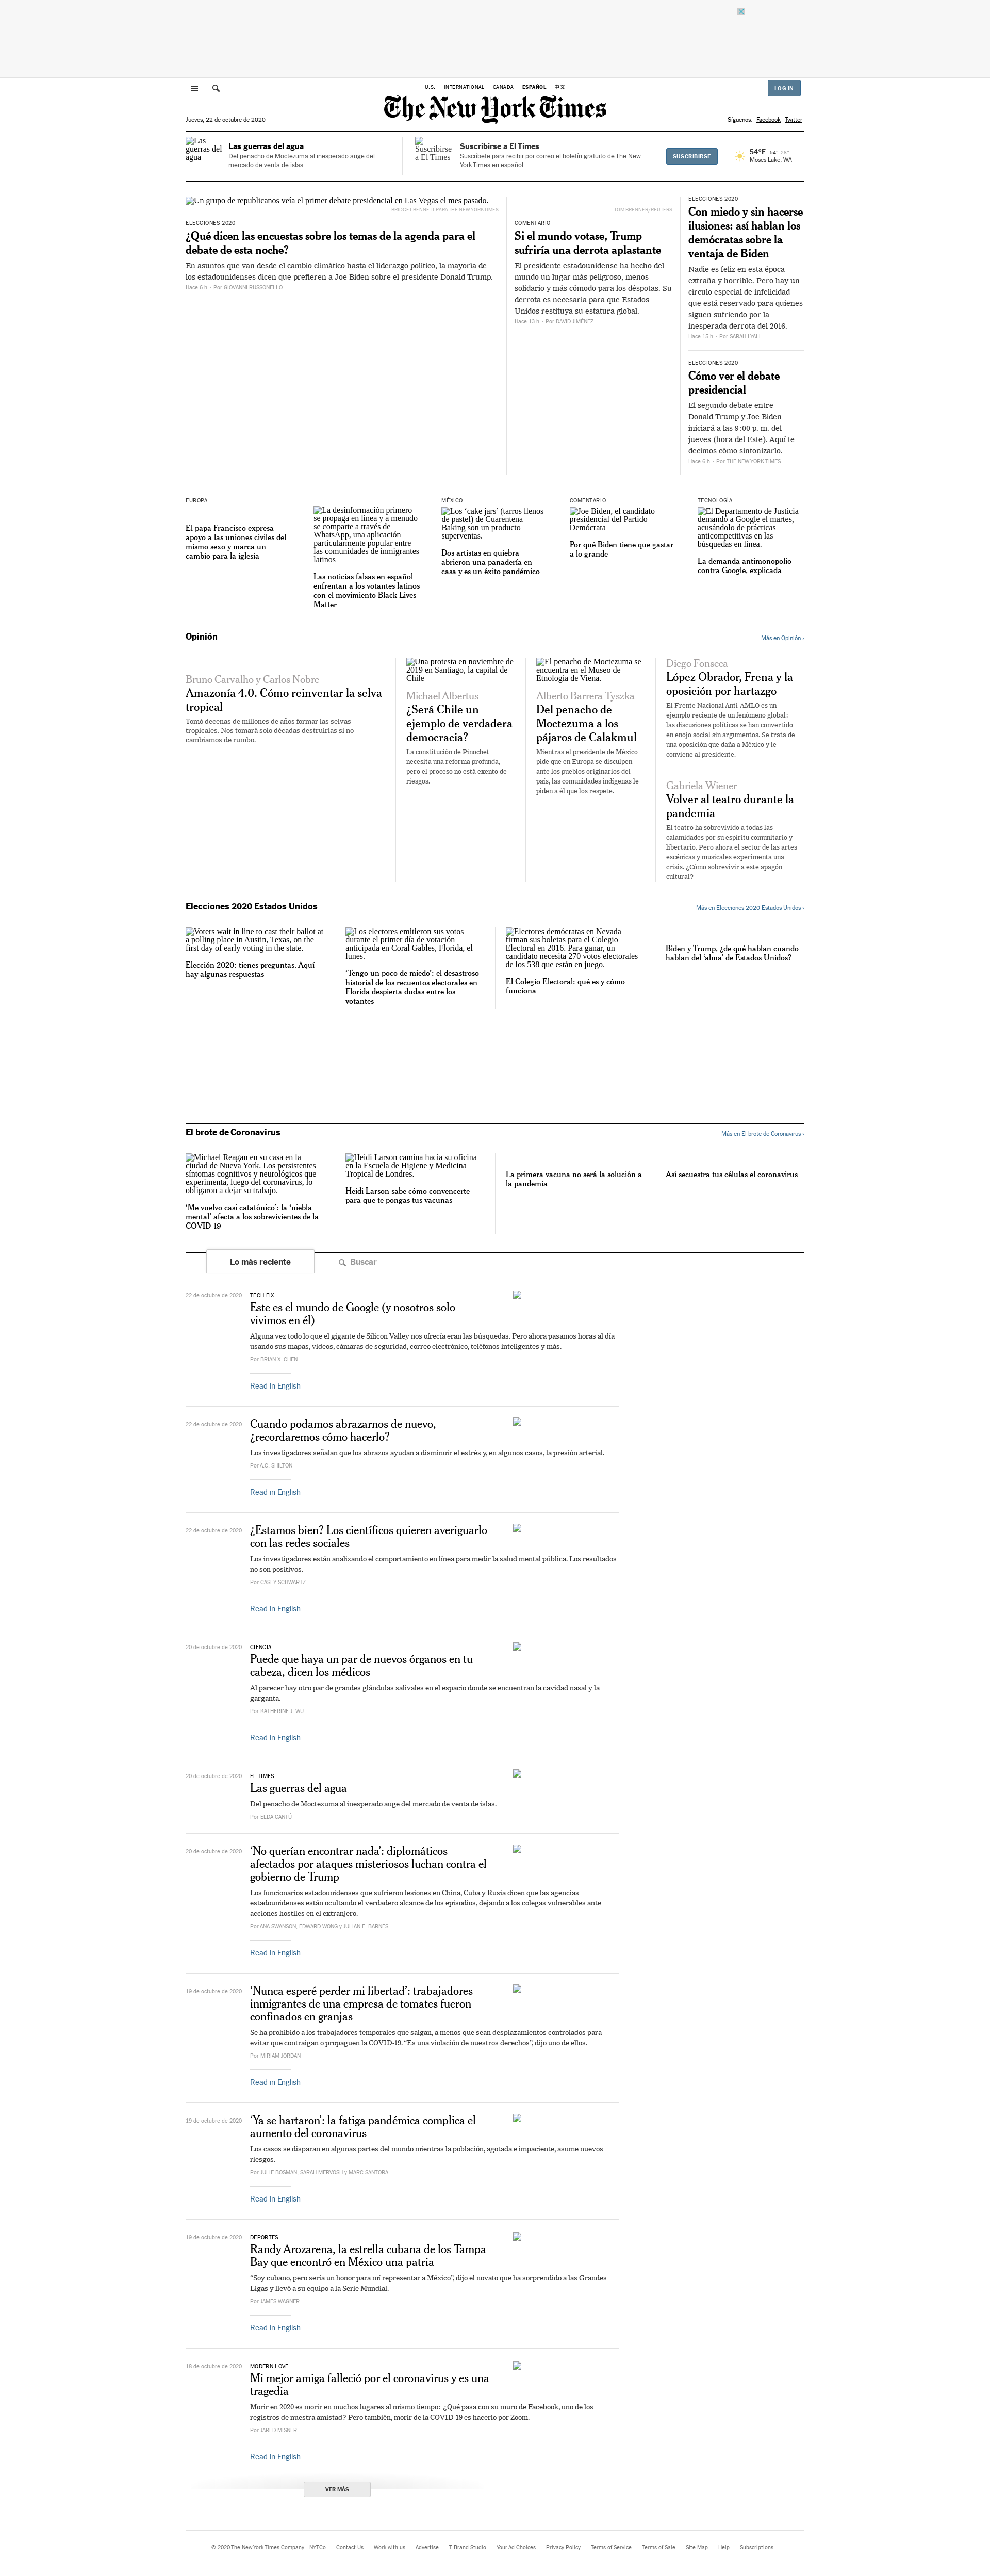 U.S. INTERNATIONAL CANADA ESPAÑOL 中文
LOG IN
The New York Times
Jueves, 22 de octubre de 2020
Síguenos: Facebook Twitter
Las guerras del agua
Las guerras del agua
Del penacho de Moctezuma al inesperado auge del
mercado de venta de islas.
Suscribirse a El Times
Suscribirse a El Times
Suscríbete para recibir por correo el boletín gratuito de The New
York Times en español.
SUSCRIBIRSE
54°F 54°
Moses Lake, WA
Un grupo de republicanos veía el primer debate presidencial en Las Vegas el mes pasado.
BRIDGET BENNETT PARA THE NEW YORK TIMES
ELECCIONES 2020
¿Qué dicen las encuestas sobre los temas de la agenda para el
debate de esta noche?
En asuntos que van desde el cambio climático hasta el liderazgo político, la mayoría de
los estadounidenses dicen que prefieren a Joe Biden sobre el presidente Donald Trump.
Hace 6 h • Por GIOVANNI RUSSONELLO
TOM BRENNER/REUTERS
COMENTARIO
Si el mundo votase, Trump
sufriría una derrota aplastante
El presidente estadounidense ha hecho del
mundo un lugar más peligroso, menos
solidario y más cómodo para los déspotas. Su
derrota es necesaria para que Estados
Unidos restituya su estatura global.
Hace 13 h • Por DAVID JIMÉNEZ
ELECCIONES 2020
Con miedo y sin hacerse
ilusiones: así hablan los
demócratas sobre la
ventaja de Biden
Nadie es feliz en esta época
extraña y horrible. Pero hay un
círculo especial de infelicidad
que está reservado para quienes
siguen sufriendo por la
inesperada derrota del 2016.
Hace 15 h • Por SARAH LYALL
ELECCIONES 2020
Cómo ver el debate
presidencial
El segundo debate entre
Donald Trump y Joe Biden
iniciará a las 9:00 p. m. del
jueves (hora del Este). Aquí te
decimos cómo sintonizarlo.
Hace 6 h • Por THE NEW YORK TIMES
EUROPA
El papa Francisco expresa
apoyo a las uniones civiles del
mismo sexo y marca un
cambio para la iglesia
La desinformación primero
se propaga en línea y a menudo
se comparte a través de
WhatsApp, una aplicación
particularmente popular entre
las comunidades de inmigrantes
latinos
Las noticias falsas en español
enfrentan a los votantes latinos
con el movimiento Black Lives
Matter
MÉXICO
Los ‘cake jars’ (tarros llenos
de pastel) de Cuarentena
Baking son un producto
superventas.
Dos artistas en quiebra
abrieron una panadería en
casa y es un éxito pandémico
COMENTARIO
Joe Biden, el candidato
presidencial del Partido
Demócrata
Por qué Biden tiene que gastar
a lo grande
TECNOLOGÍA
El Departamento de Justicia
demandó a Google el martes,
acusándolo de prácticas
anticompetitivas en las
búsquedas en línea.
La demanda antimonopolio
contra Google, explicada
Opinión
Más en Opinión ›
Bruno Carvalho y Carlos Nobre
Amazonía 4.0. Cómo reinventar la selva
tropical
Tomó decenas de millones de años formar las selvas
tropicales. Nos tomará solo décadas destruirlas si no
cambiamos de rumbo.
Una protesta en noviembre de
2019 en Santiago, la capital de
Chile
Michael Albertus
¿Será Chile un
ejemplo de verdadera
democracia?
La constitución de Pinochet
necesita una reforma profunda,
pero el proceso no está exento de
riesgos.
El penacho de Moctezuma se
encuentra en el Museo de
Etnología de Viena.
Alberto Barrera Tyszka
Del penacho de
Moctezuma a los
pájaros de Calakmul
Mientras el presidente de México
pide que en Europa se disculpen
ante los pueblos originarios del
país, las comunidades indígenas le
piden a él que los respete.
Diego Fonseca
López Obrador, Frena y la
oposición por hartazgo
El Frente Nacional Anti-AMLO es un
ejemplo reciente de un fenómeno global:
las discusiones políticas se han convertido
en enojo social sin argumentos. Se trata de
una oposición que daña a México y le
conviene al presidente.
Gabriela Wiener
Volver al teatro durante la
pandemia
El teatro ha sobrevivido a todas las
calamidades por su espíritu comunitario y
libertario. Pero ahora el sector de las artes
escénicas y musicales experimenta una
crisis. ¿Cómo sobrevivir a este apagón
cultural?
Elecciones 2020 Estados Unidos
Más en Elecciones 2020 Estados Unidos ›
Voters wait in line to cast their ballot at
a polling place in Austin, Texas, on the
first day of early voting in the state.
Elección 2020: tienes preguntas. Aquí
hay algunas respuestas
Los electores emitieron sus votos
durante el primer día de votación
anticipada en Coral Gables, Florida, el
lunes.
‘Tengo un poco de miedo’: el desastroso
historial de los recuentos electorales en
Florida despierta dudas entre los
votantes
Electores demócratas en Nevada
firman sus boletas para el Colegio
Electoral en 2016. Para ganar, un
candidato necesita 270 votos electorales
de los 538 que están en juego.
El Colegio Electoral: qué es y cómo
funciona
Biden y Trump, ¿de qué hablan cuando
hablan del ‘alma’ de Estados Unidos?
El brote de Coronavirus
Más en El brote de Coronavirus ›
Michael Reagan en su casa en la
ciudad de Nueva York. Los persistentes
síntomas cognitivos y neurológicos que
experimenta, luego del coronavirus, lo
obligaron a dejar su trabajo.
‘Me vuelvo casi catatónico’: la ‘niebla
mental’ afecta a los sobrevivientes de la
COVID-19
Heidi Larson camina hacia su oficina
en la Escuela de Higiene y Medicina
Tropical de Londres.
Heidi Larson sabe cómo convencerte
para que te pongas tus vacunas
La primera vacuna no será la solución a
la pandemia
Así secuestra tus células el coronavirus
Lo más reciente
Buscar
22 de octubre de 2020
TECH FIX
Este es el mundo de Google (y nosotros solo
vivimos en él)
Alguna vez todo lo que el gigante de Silicon Valley nos ofrecía eran las búsquedas. Pero ahora pasamos horas al día
usando sus mapas, videos, cámaras de seguridad, correo electrónico, teléfonos inteligentes y más.
Por BRIAN X. CHEN
Read in English
22 de octubre de 2020
Cuando podamos abrazarnos de nuevo,
¿recordaremos cómo hacerlo?
Los investigadores señalan que los abrazos ayudan a disminuir el estrés y, en algunos casos, la presión arterial.
Por A.C. SHILTON
Read in English
22 de octubre de 2020
¿Estamos bien? Los científicos quieren averiguarlo
con las redes sociales
Los investigadores están analizando el comportamiento en línea para medir la salud mental pública. Los resultados
no son positivos.
Por CASEY SCHWARTZ
Read in English
20 de octubre de 2020
CIENCIA
Puede que haya un par de nuevos órganos en tu
cabeza, dicen los médicos
Al parecer hay otro par de grandes glándulas salivales en el espacio donde se encuentran la cavidad nasal y la
garganta.
Por KATHERINE J. WU
Read in English
20 de octubre de 2020
EL TIMES
Las guerras del agua
Del penacho de Moctezuma al inesperado auge del mercado de venta de islas.
Por ELDA CANTÚ
20 de octubre de 2020
‘No querían encontrar nada’: diplomáticos
afectados por ataques misteriosos luchan contra el
gobierno de Trump
Los funcionarios estadounidenses que sufrieron lesiones en China, Cuba y Rusia dicen que las agencias
estadounidenses están ocultando el verdadero alcance de los episodios, dejando a los colegas vulnerables ante
acciones hostiles en el extranjero.
Por ANA SWANSON, EDWARD WONG y JULIAN E. BARNES
Read in English
19 de octubre de 2020
‘Nunca esperé perder mi libertad’: trabajadores
inmigrantes de una empresa de tomates fueron
confinados en granjas
Se ha prohibido a los trabajadores temporales que salgan, a menos que sean desplazamientos controlados para
evitar que contraigan o propaguen la COVID-19. “Es una violación de nuestros derechos”, dijo uno de ellos.
Por MIRIAM JORDAN
Read in English
19 de octubre de 2020
‘Ya se hartaron’: la fatiga pandémica complica el
aumento del coronavirus
Los casos se disparan en algunas partes del mundo mientras la población, agotada e impaciente, asume nuevos
riesgos.
Por JULIE BOSMAN, SARAH MERVOSH y MARC SANTORA
Read in English
19 de octubre de 2020
DEPORTES
Randy Arozarena, la estrella cubana de los Tampa
Bay que encontró en México una patria
“Soy cubano, pero sería un honor para mí representar a México”, dijo el novato que ha sorprendido a las Grandes
Ligas y llevó a su equipo a la Serie Mundial.
Por JAMES WAGNER
Read in English
18 de octubre de 2020
MODERN LOVE
Mi mejor amiga falleció por el coronavirus y es una
tragedia
Morir en 2020 es morir en muchos lugares al mismo tiempo: ¿Qué pasa con su muro de Facebook, uno de los
registros de nuestra amistad? Pero también, morir de la COVID-19 es hacerlo por Zoom.
Por JARED MISNER
Read in English
VER MÁS
© 2020 The New York Times Company NYTCo Contact Us Work with us Advertise T Brand Studio Your Ad Choices Privacy Policy Terms of Service Terms of Sale Site Map Help Subscriptions